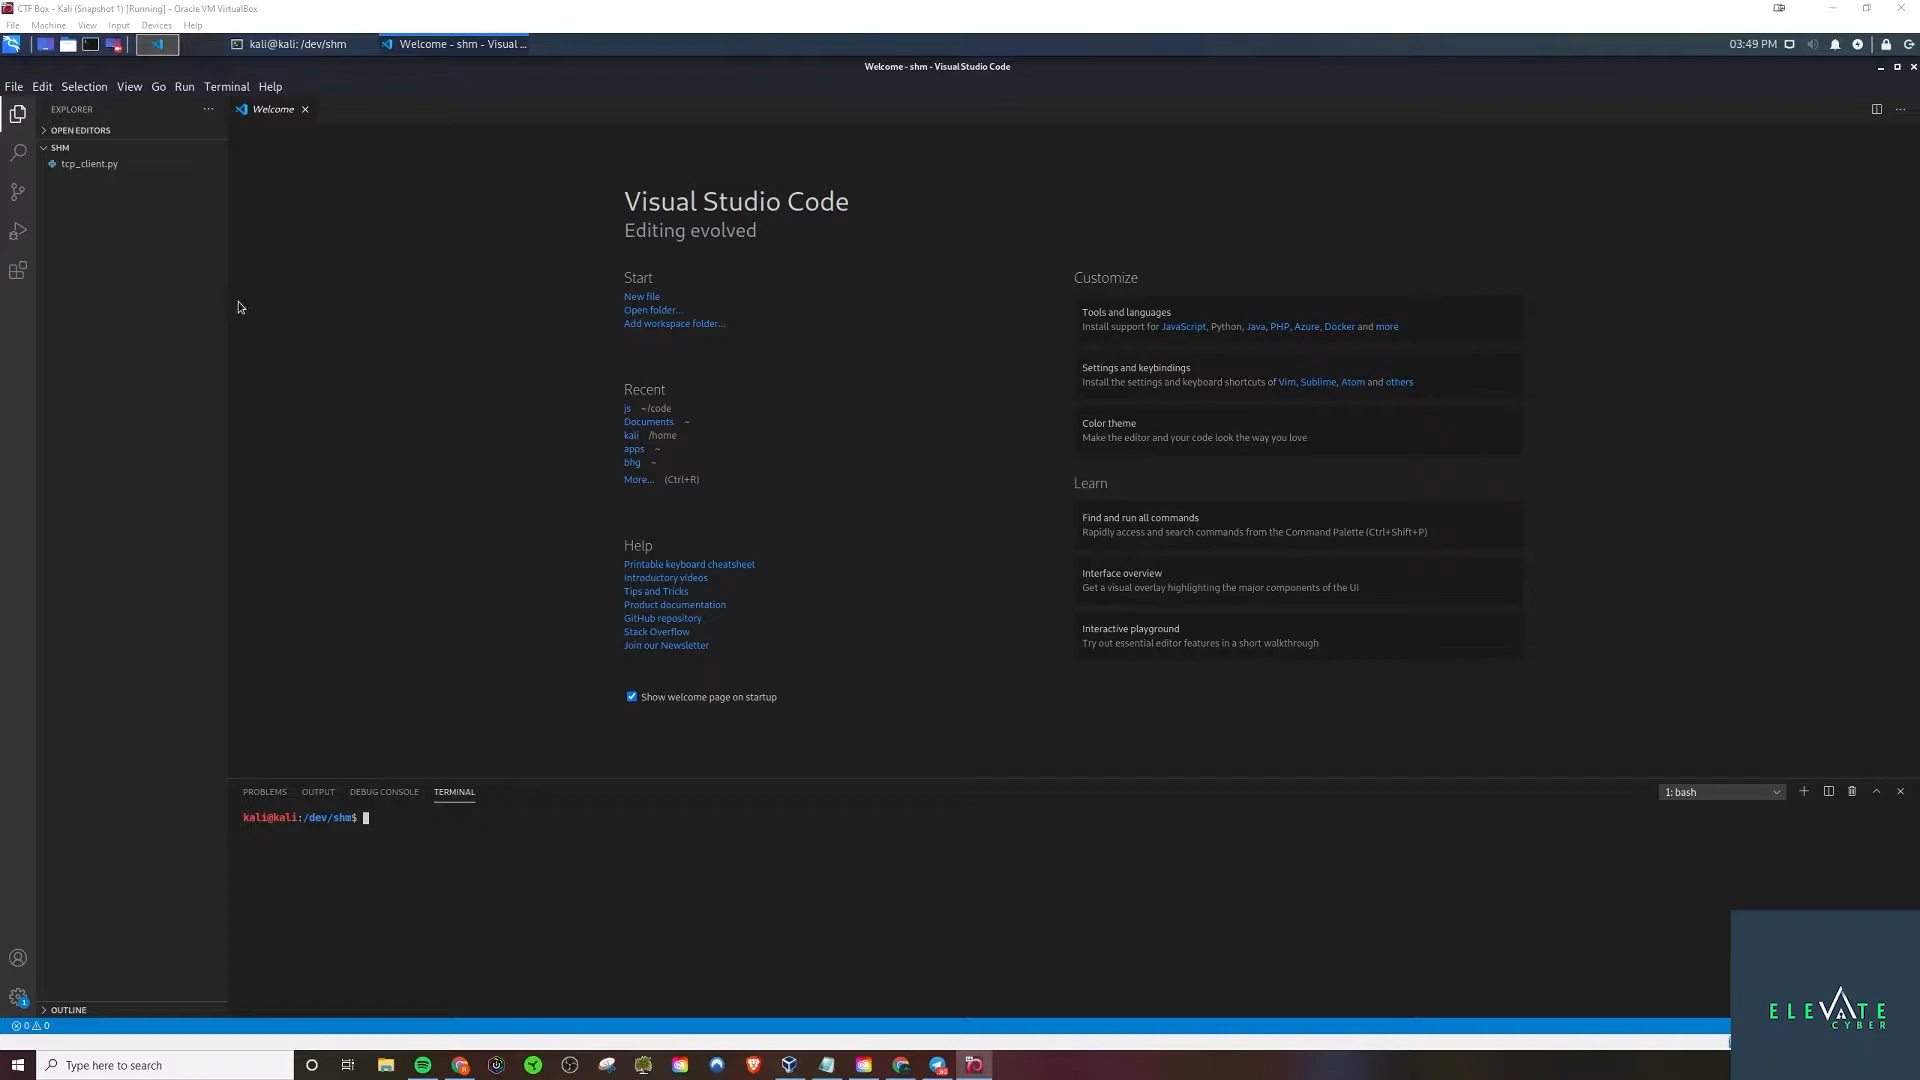 CTF Box - Kali (Snapshot 1) [Running] - Oracle VM VirtualBox
File Machine View Input Devices Help
kali@kali: /dev/shm
Welcome - shm - Visual ...
03:49 PM
Welcome - shm - Visual Studio Code
File Edit Selection View Go Run Terminal Help
EXPLORER
Welcome
OPEN EDITORS
SHM
tcp_client.py
Visual Studio Code
Editing evolved
Start
New file
Open folder...
Add workspace folder...
Recent
js ~/code
Documents ~
kali /home
apps ~
bhg ~
More... (Ctrl+R)
Help
Printable keyboard cheatsheet
Introductory videos
Tips and Tricks
Product documentation
GitHub repository
Stack Overflow
Join our Newsletter
Show welcome page on startup
Customize
Tools and languages
Install support for JavaScript, Python, Java, PHP, Azure, Docker and more
Settings and keybindings
Install the settings and keyboard shortcuts of Vim, Sublime, Atom and others
Color theme
Make the editor and your code look the way you love
Learn
Find and run all commands
Rapidly access and search commands from the Command Palette (Ctrl+Shift+P)
Interface overview
Get a visual overlay highlighting the major components of the UI
Interactive playground
Try out essential editor features in a short walkthrough
PROBLEMS OUTPUT DEBUG CONSOLE TERMINAL
1: bash
kali@kali:/dev/shm$
1
OUTLINE
0 0
ELEVATE
CYBER
Type here to search